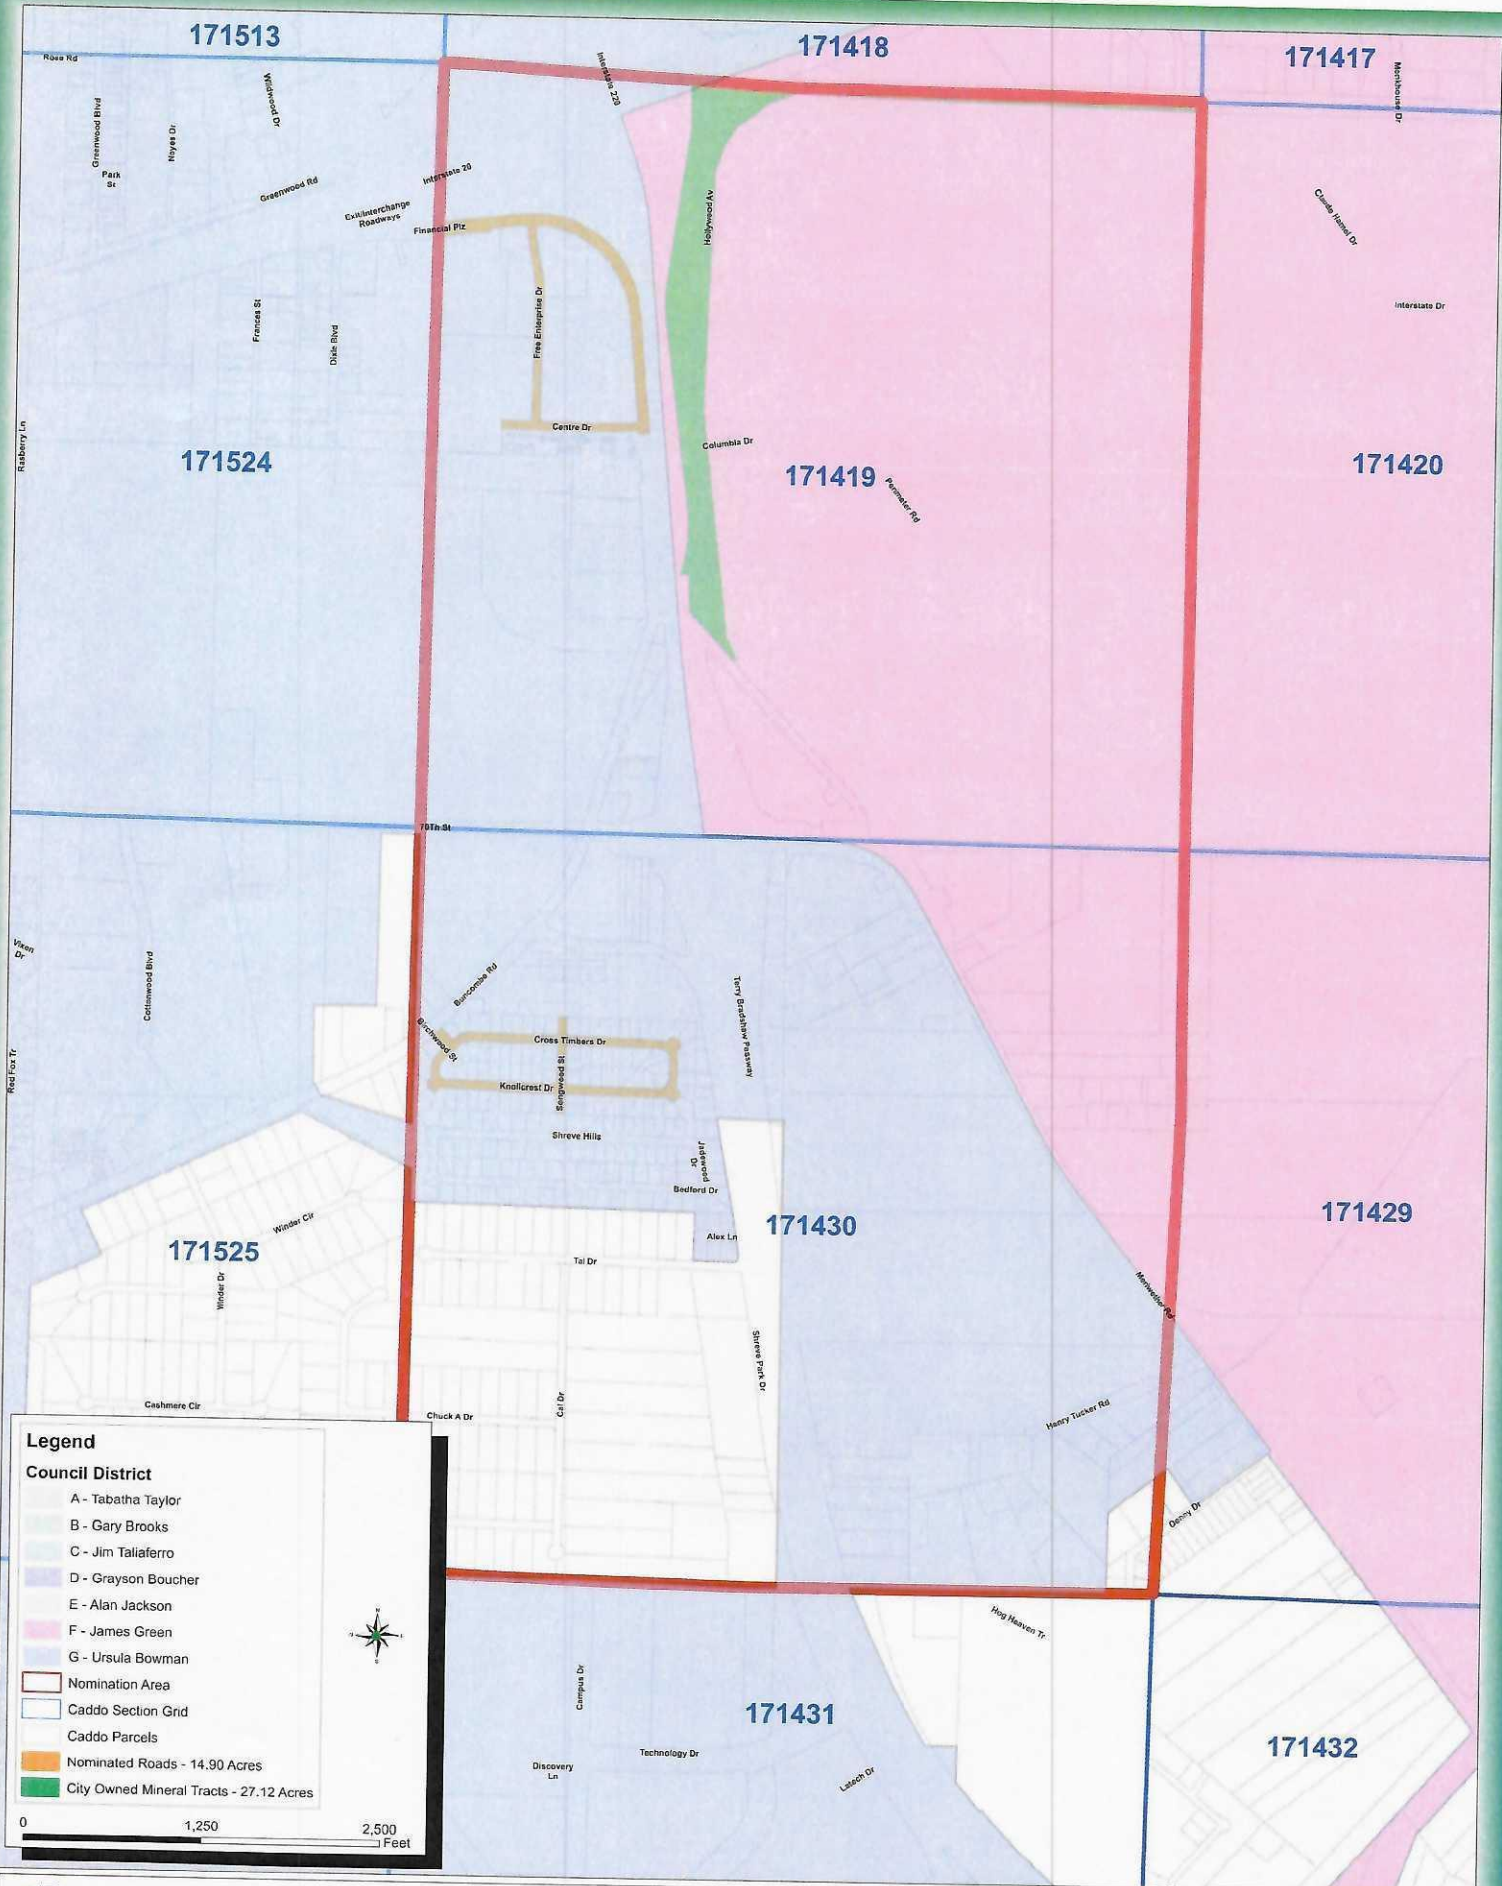 171513
171418
171417
Rose Rd
Interstate 220
Monkhouse Dr
Wildwood Dr
Greenwood Blvd
Noyes Dr
Park
St
Greenwood Rd
Interstate 20
Exit/Interchange
Roadways
Financial Plz
Hollywood Av
Claude Hamel Dr
Interstate Dr
Frances St
Dixie Blvd
Free Enterprise Dr
Centre Dr
Columbia Dr
Rasberry Ln
171524
171419
Perimeter Rd
171420
70Th St
Vixen
Dr
Cottonwood Blvd
Buncombe Rd
Terry Bradshaw Passway
Birchwood St
Cross Timbers Dr
Red Fox Tr
Knollcrest Dr
Songwood St
Shreve Hills
Jadewood
Dr
Bedford Dr
Winder Cir
171430
171429
Alex Ln
171525
Tal Dr
Winder Dr
Meriwether Rd
Shreve Park Dr
Cashmere Cir
Chuck A Dr
Cal Dr
Henry Tucker Rd
Denny Dr
Legend
Council District
A - Tabatha Taylor
B - Gary Brooks
C - Jim Taliaferro
D - Grayson Boucher
E - Alan Jackson
F - James Green
G - Ursula Bowman
Nomination Area
Caddo Section Grid
Caddo Parcels
Nominated Roads - 14.90 Acres
City Owned Mineral Tracts - 27.12 Acres
N
0
1,250
2,500
Feet
Hog Heaven Tr
Campus Dr
171431
Technology Dr
Discovery
Ln
Latech Dr
171432